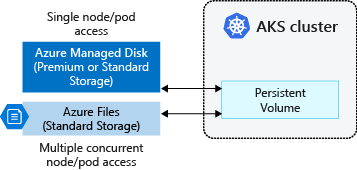 Single node/pod
access
Azure Managed Disk
(Premium or Standard
Storage)
Azure Files
(Standard Storage)
Multiple concurrent
node/pod access
AKS cluster
Persistent
Volume